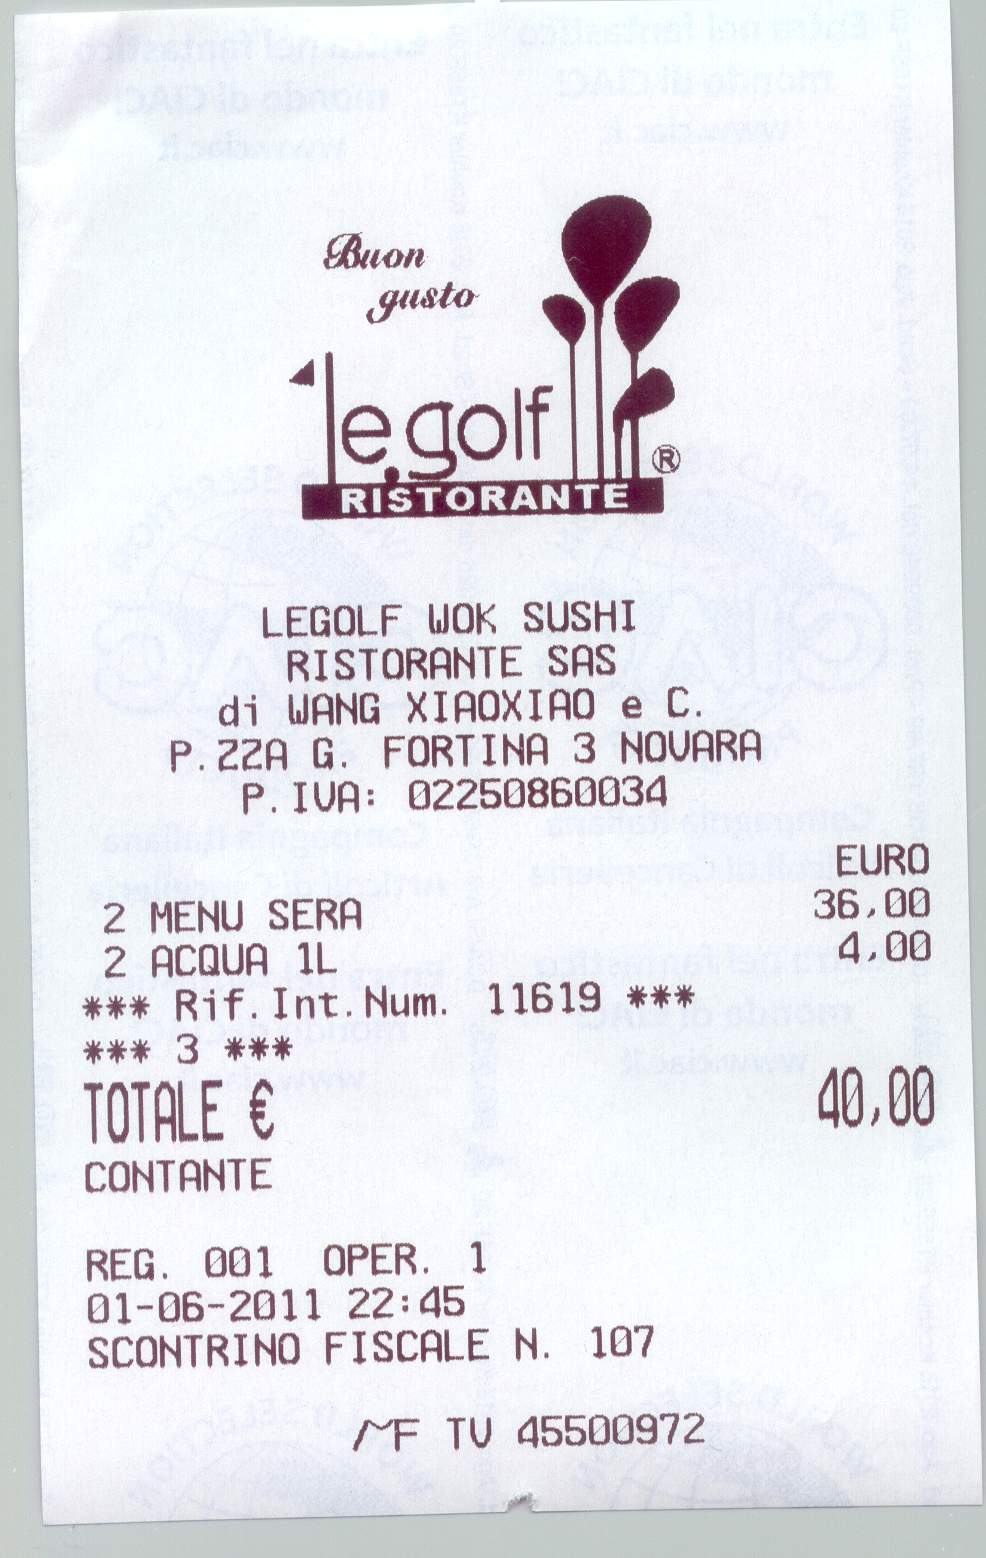 Buon
gusto
le.golf
®
RISTORANTE
LEGOLF WOK SUSHI
RISTORANTE SAS
di WANG XIAOXIAO e C.
P.ZZA G. FORTINA 3 NOVARA
P.IVA: 02250860034
EURO
2 MENU SERA 36,00
2 ACQUA 1L 4,00
*** Rif.Int.Num. 11619 ***
*** 3 ***
TOTALE € 40,00
CONTANTE
REG. 001 OPER. 1
01-06-2011 22:45
SCONTRINO FISCALE N. 107
MF TV 45500972